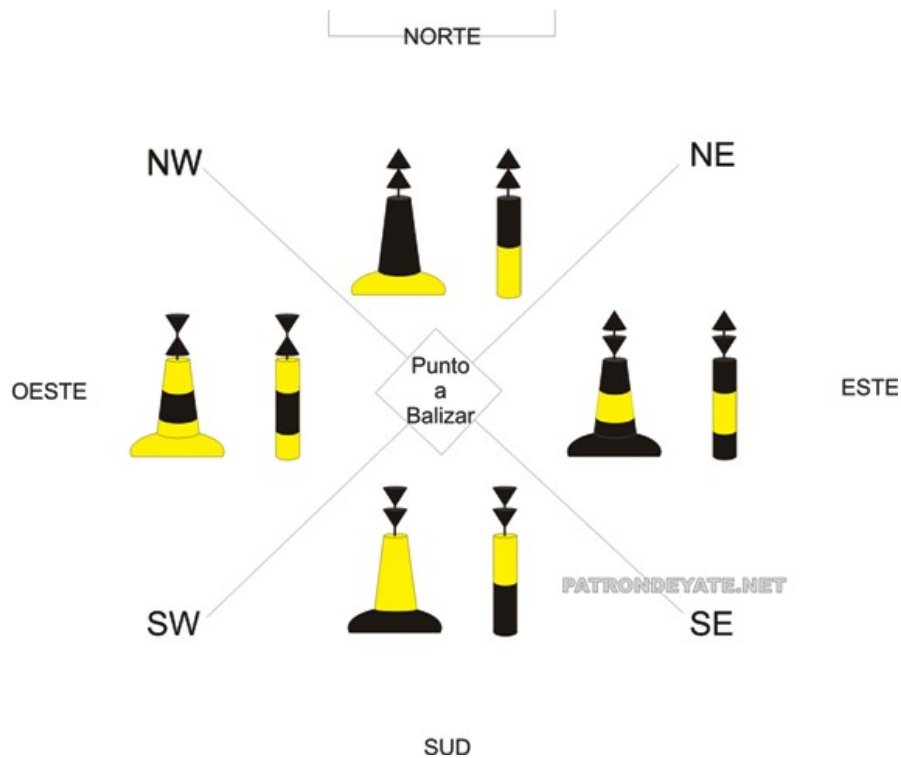 NORTE
NW
NE
OESTE
Punto
a
Balizar
ESTE
PATRONDEYATE.NET
SW
SE
SUD